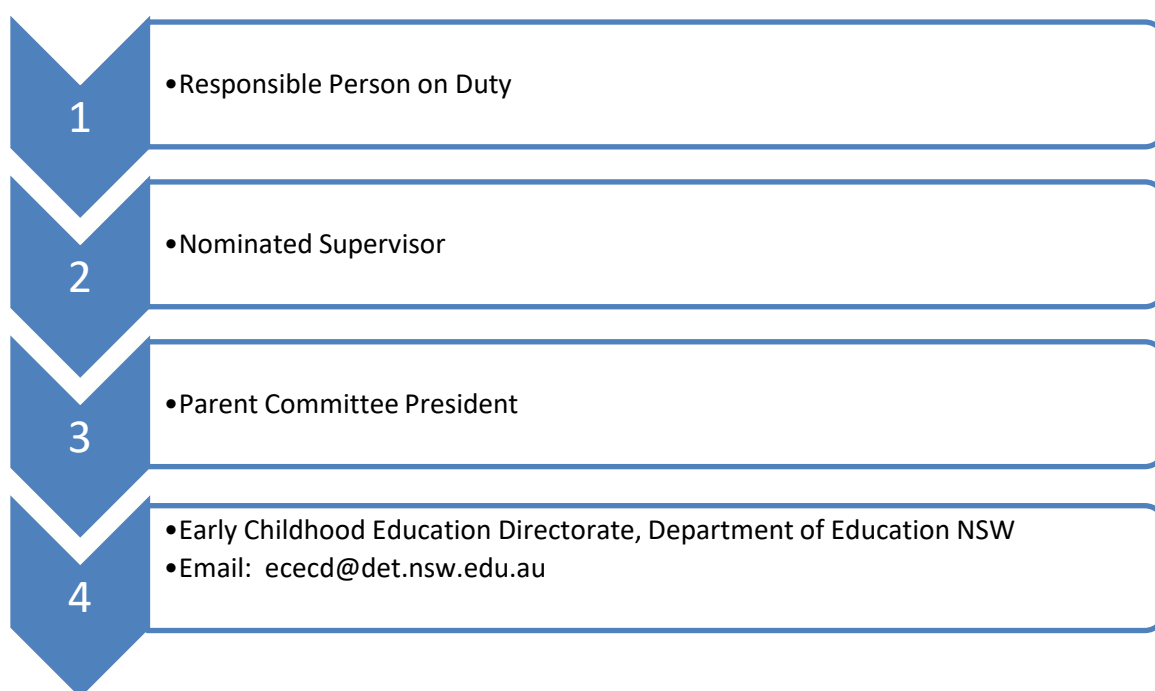 1
•Responsible Person on Duty
2
•Nominated Supervisor
3
•Parent Committee President
4
•Early Childhood Education Directorate, Department of Education NSW
•Email:  ececd@det.nsw.edu.au